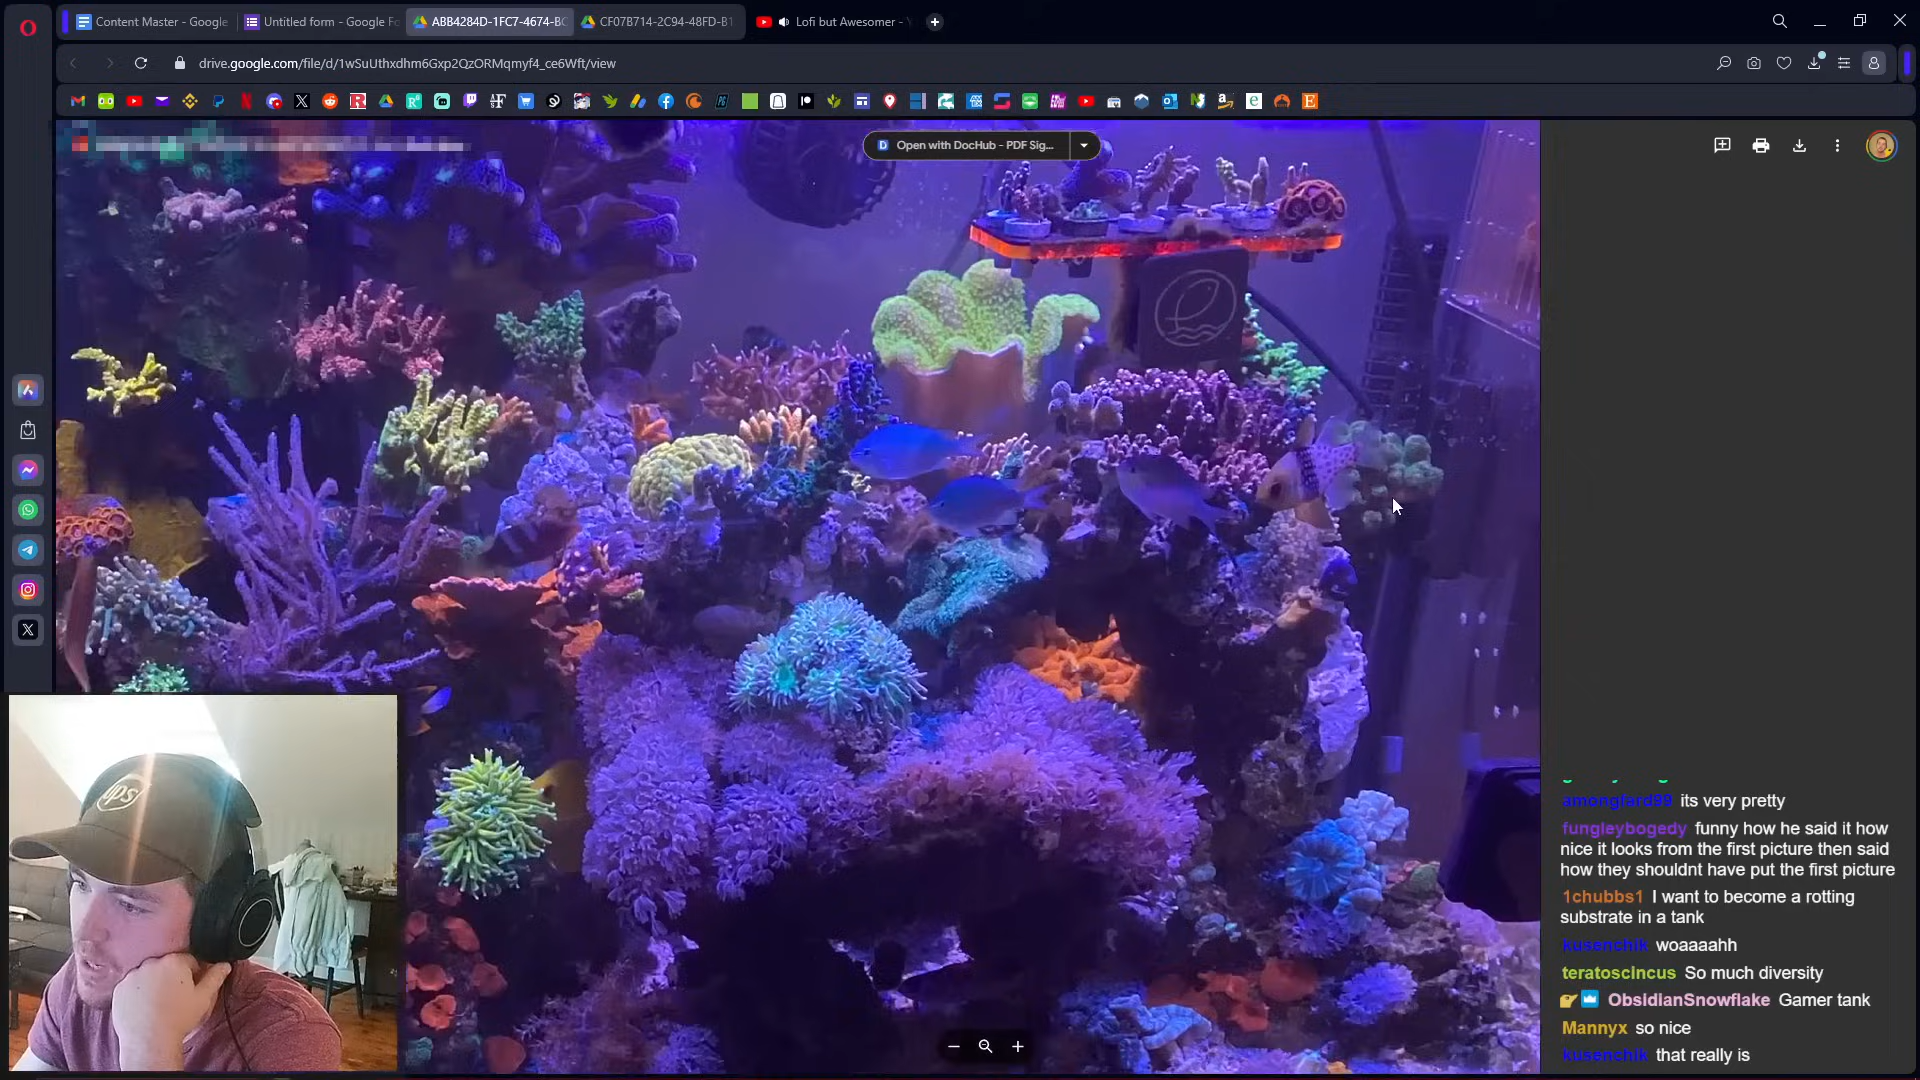 Content Master - Google
Untitled form - Google Fo
ABB4284D-1FC7-4674-BC
CF07B714-2C94-48FD-B1
Lofi but Awesomer -
drive.google.com/file/d/1wSuUthxdhm6Gxp2QzORMqmyf4_ce6Wft/view
Open with DocHub - PDF Sig...
ups
amongfard99 its very pretty
fungleybogedy funny how he said it how
nice it looks from the first picture then said
how they shouldnt have put the first picture
1chubbs1 I want to become a rotting
substrate in a tank
kusenchik woaaaahh
teratoscincus So much diversity
ObsidianSnowflake Gamer tank
Mannyx so nice
kusenchik that really is